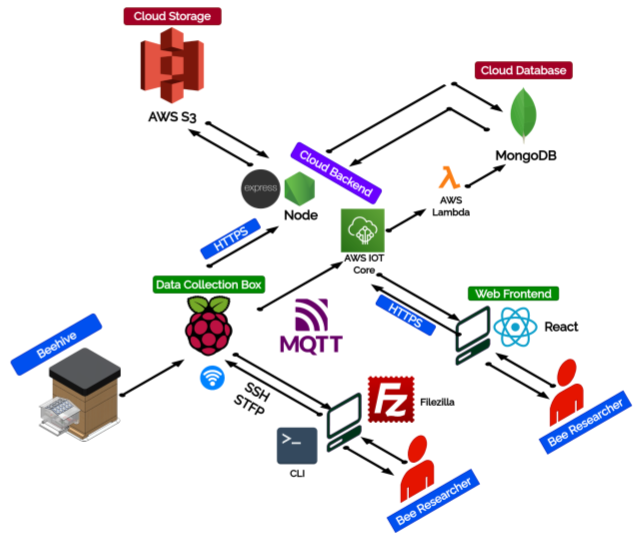 Cloud Storage
AWS S3
Cloud Database
MongoDB
Cloud Backend
express
Node
AWS
Lambda
HTTPS
AWS IOT
Core
Data Collection Box
Web Frontend
HTTPS
React
MQTT
Beehive
SSH
STFP
Fz
Filezilla
>_
CLI
Bee Researcher
Bee Researcher